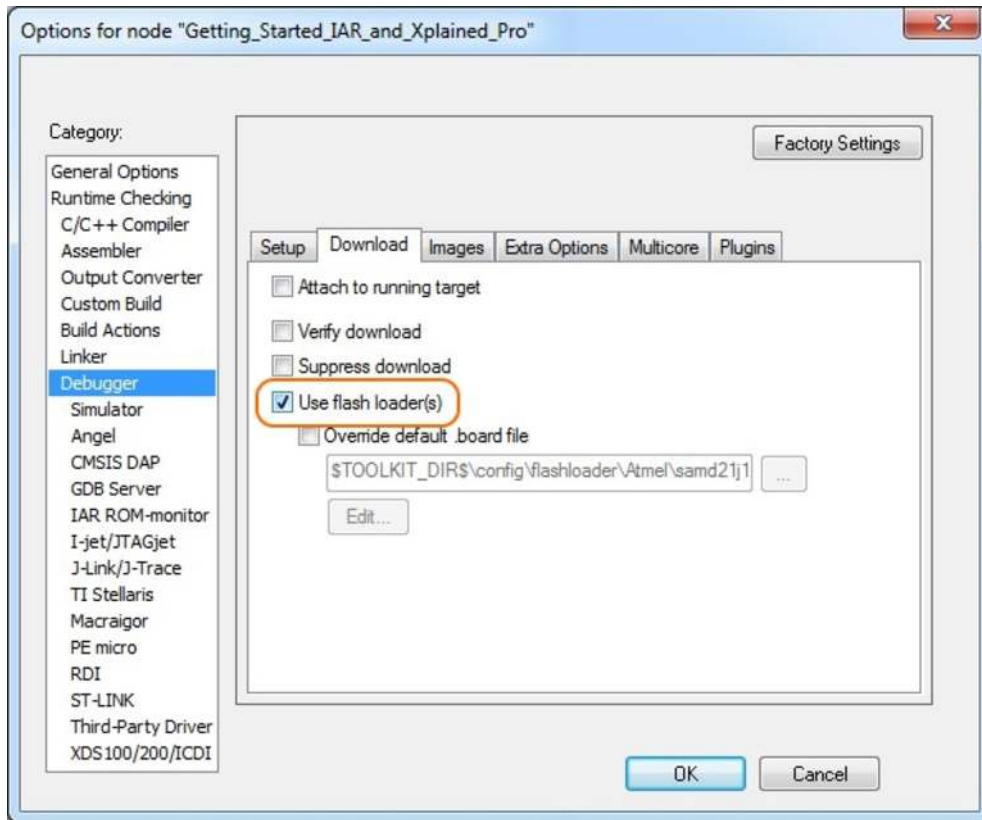 Options for node "Getting_Started_IAR_and_Xplained_Pro"
Category:
Factory Settings
General Options
Runtime Checking
C/C++ Compiler
Assembler
Output Converter
Custom Build
Build Actions
Linker
Debugger
Simulator
Angel
CMSIS DAP
GDB Server
IAR ROM-monitor
I-jet/JTAGjet
J-Link/J-Trace
TI Stellaris
Macraigor
PE micro
RDI
ST-LINK
Third-Party Driver
XDS100/200/ICDI
Setup Download Images Extra Options Multicore Plugins
Attach to running target
Verify download
Suppress download
Use flash loader(s)
Override default .board file
$TOOLKIT_DIR$\config\flashloader\Atmel\samd21j1 ...
Edit...
OK Cancel